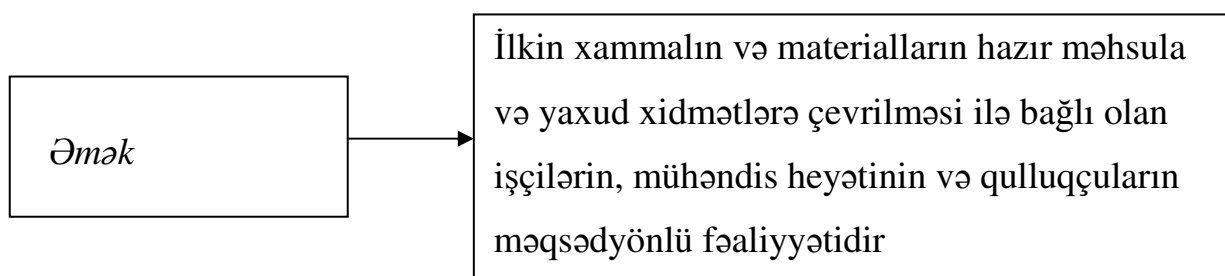 Əmək
İlkin xammalın və materialların hazır məhsula
və yaxud xidmətlərə çevrilməsi ilə bağlı olan
işçilərin, mühəndis heyətinin və qulluqçuların
məqsədyönlü fəaliyyətidir